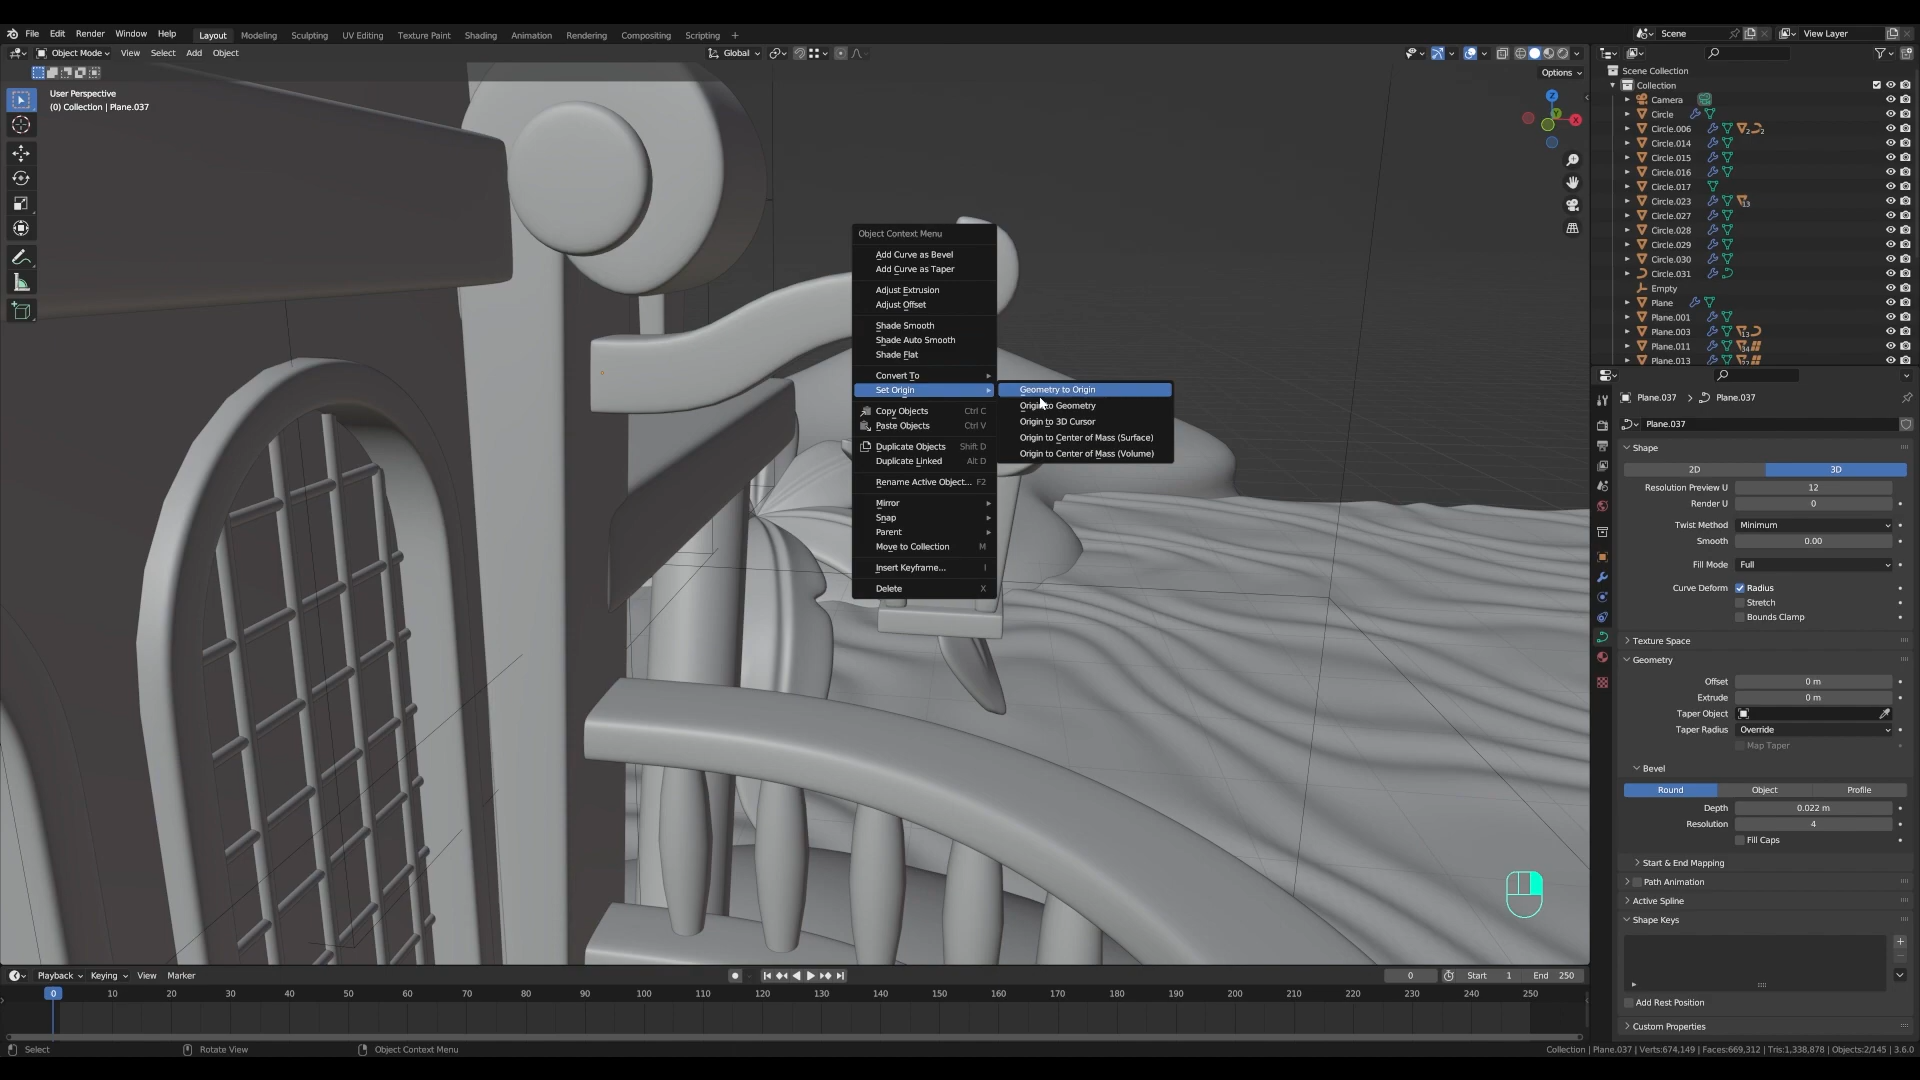 File Edit Render Window Help Layout Modeling Sculpting UV Editing Texture Paint Shading Animation Rendering Compositing Scripting + Scene View Layer
Object Mode View Select Add Object Global
Options
User Perspective
(0) Collection | Plane.037
Z
Y
X
Scene Collection
Collection
Camera
Circle
Circle.006 2 2
Circle.014
Circle.015
Circle.016
Circle.017
Circle.023 13
Circle.027
Circle.028
Circle.029
Circle.030
Circle.031
Empty
Plane
Plane.001
Plane.003 13
Plane.011 34
Plane.013 22
Object Context Menu
Add Curve as Bevel
Add Curve as Taper
Adjust Extrusion
Adjust Offset
Shade Smooth
Shade Auto Smooth
Shade Flat
Convert To
Set Origin
Copy Objects Ctrl C
Paste Objects Ctrl V
Duplicate Objects Shift D
Duplicate Linked Alt D
Rename Active Object... F2
Mirror
Snap
Parent
Move to Collection M
Insert Keyframe... I
Delete X
Geometry to Origin
Origin to Geometry
Origin to 3D Cursor
Origin to Center of Mass (Surface)
Origin to Center of Mass (Volume)
Plane.037 Plane.037
Plane.037
Shape
2D 3D
Resolution Preview U 12
Render U 0
Twist Method Minimum
Smooth 0.00
Fill Mode Full
Curve Deform Radius
Stretch
Bounds Clamp
Texture Space
Geometry
Offset 0 m
Extrude 0 m
Taper Object
Taper Radius Override
Map Taper
Bevel
Round Object Profile
Depth 0.022 m
Resolution 4
Fill Caps
Start & End Mapping
Path Animation
Active Spline
Shape Keys
Add Rest Position
Custom Properties
Playback Keying View Marker 0 Start 1 End 250
0 10 20 30 40 50 60 70 80 90 100 110 120 130 140 150 160 170 180 190 200 210 220 230 240 250
Select Rotate View Object Context Menu Collection | Plane.037 | Verts:674,149 | Faces:669,312 | Tris:1,338,878 | Objects:2/145 | 3.6.0